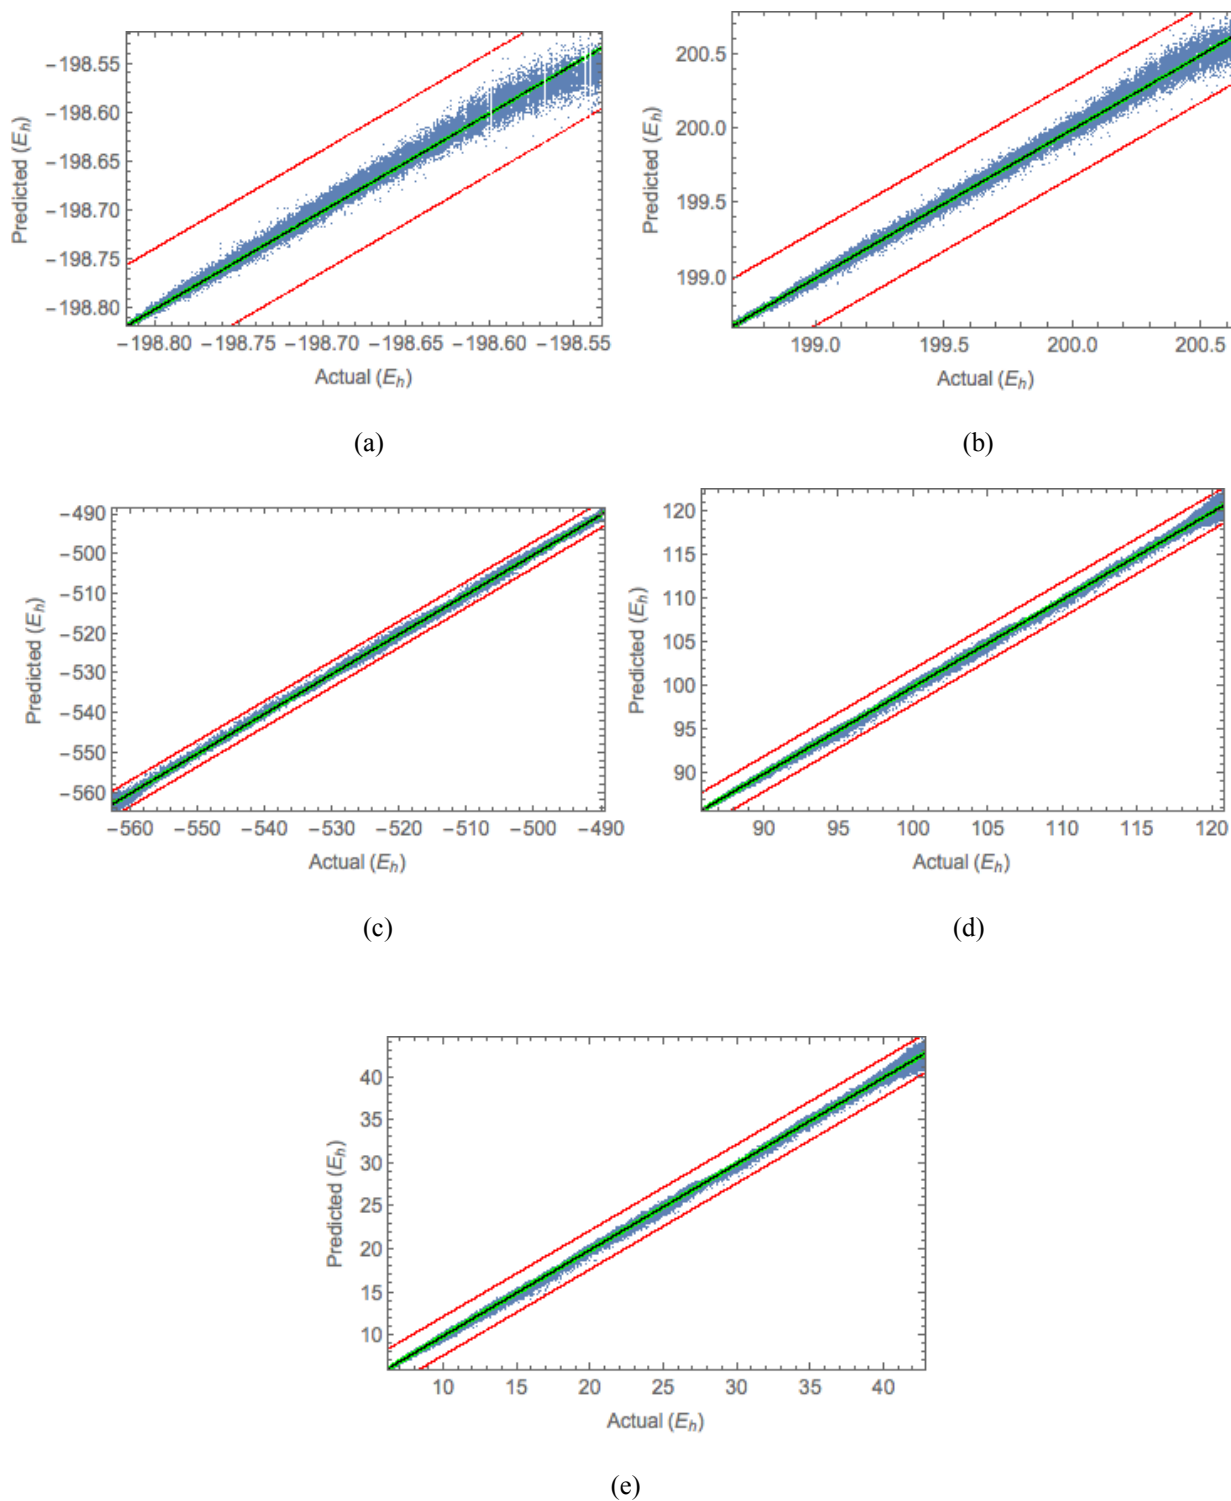 −198.55
−198.60
−198.65
−198.70
−198.75
−198.80
Predicted (Eₕ)
−198.80 −198.75 −198.70 −198.65 −198.60 −198.55
Actual (Eₕ)
(a)
200.5
200.0
199.5
199.0
Predicted (Eₕ)
199.0 199.5 200.0 200.5
Actual (Eₕ)
(b)
−490
−500
−510
−520
−530
−540
−550
−560
Predicted (Eₕ)
−560 −550 −540 −530 −520 −510 −500 −490
Actual (Eₕ)
(c)
120
115
110
105
100
95
90
Predicted (Eₕ)
90 95 100 105 110 115 120
Actual (Eₕ)
(d)
40
35
30
25
20
15
10
Predicted (Eₕ)
10 15 20 25 30 35 40
Actual (Eₕ)
(e)